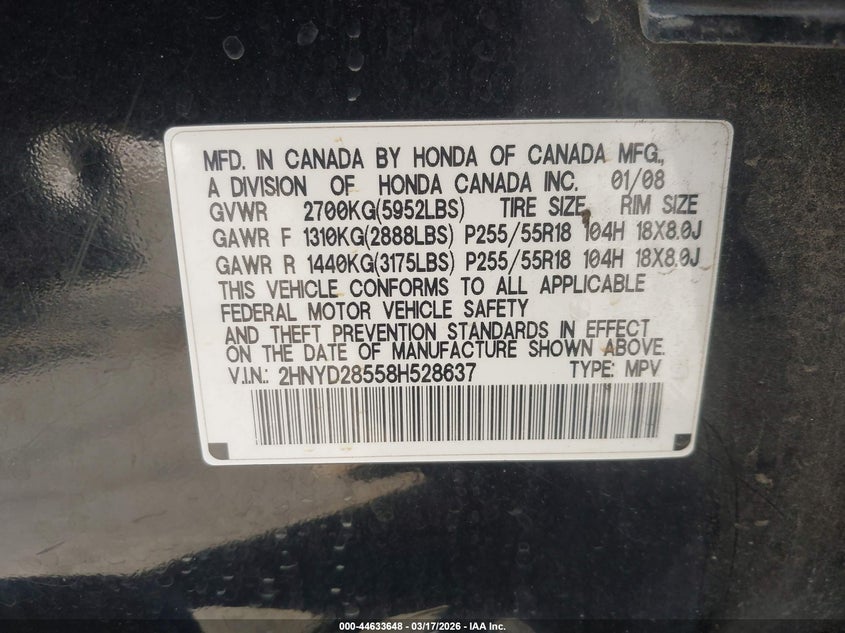 MFD. IN CANADA BY HONDA OF CANADA MFG.,
A DIVISION OF HONDA CANADA INC. 01/08
GVWR 2700KG(5952LBS) TIRE SIZE RIM SIZE
GAWR F 1310KG(2888LBS) P255/55R18 104H 18X8.0J
GAWR R 1440KG(3175LBS) P255/55R18 104H 18X8.0J
THIS VEHICLE CONFORMS TO ALL APPLICABLE
FEDERAL MOTOR VEHICLE SAFETY
AND THEFT PREVENTION STANDARDS IN EFFECT
ON THE DATE OF MANUFACTURE SHOWN ABOVE.
V.I.N.: 2HNYD28558H528637 TYPE: MPV
000-44633648 - 03/17/2026 - IAA Inc.